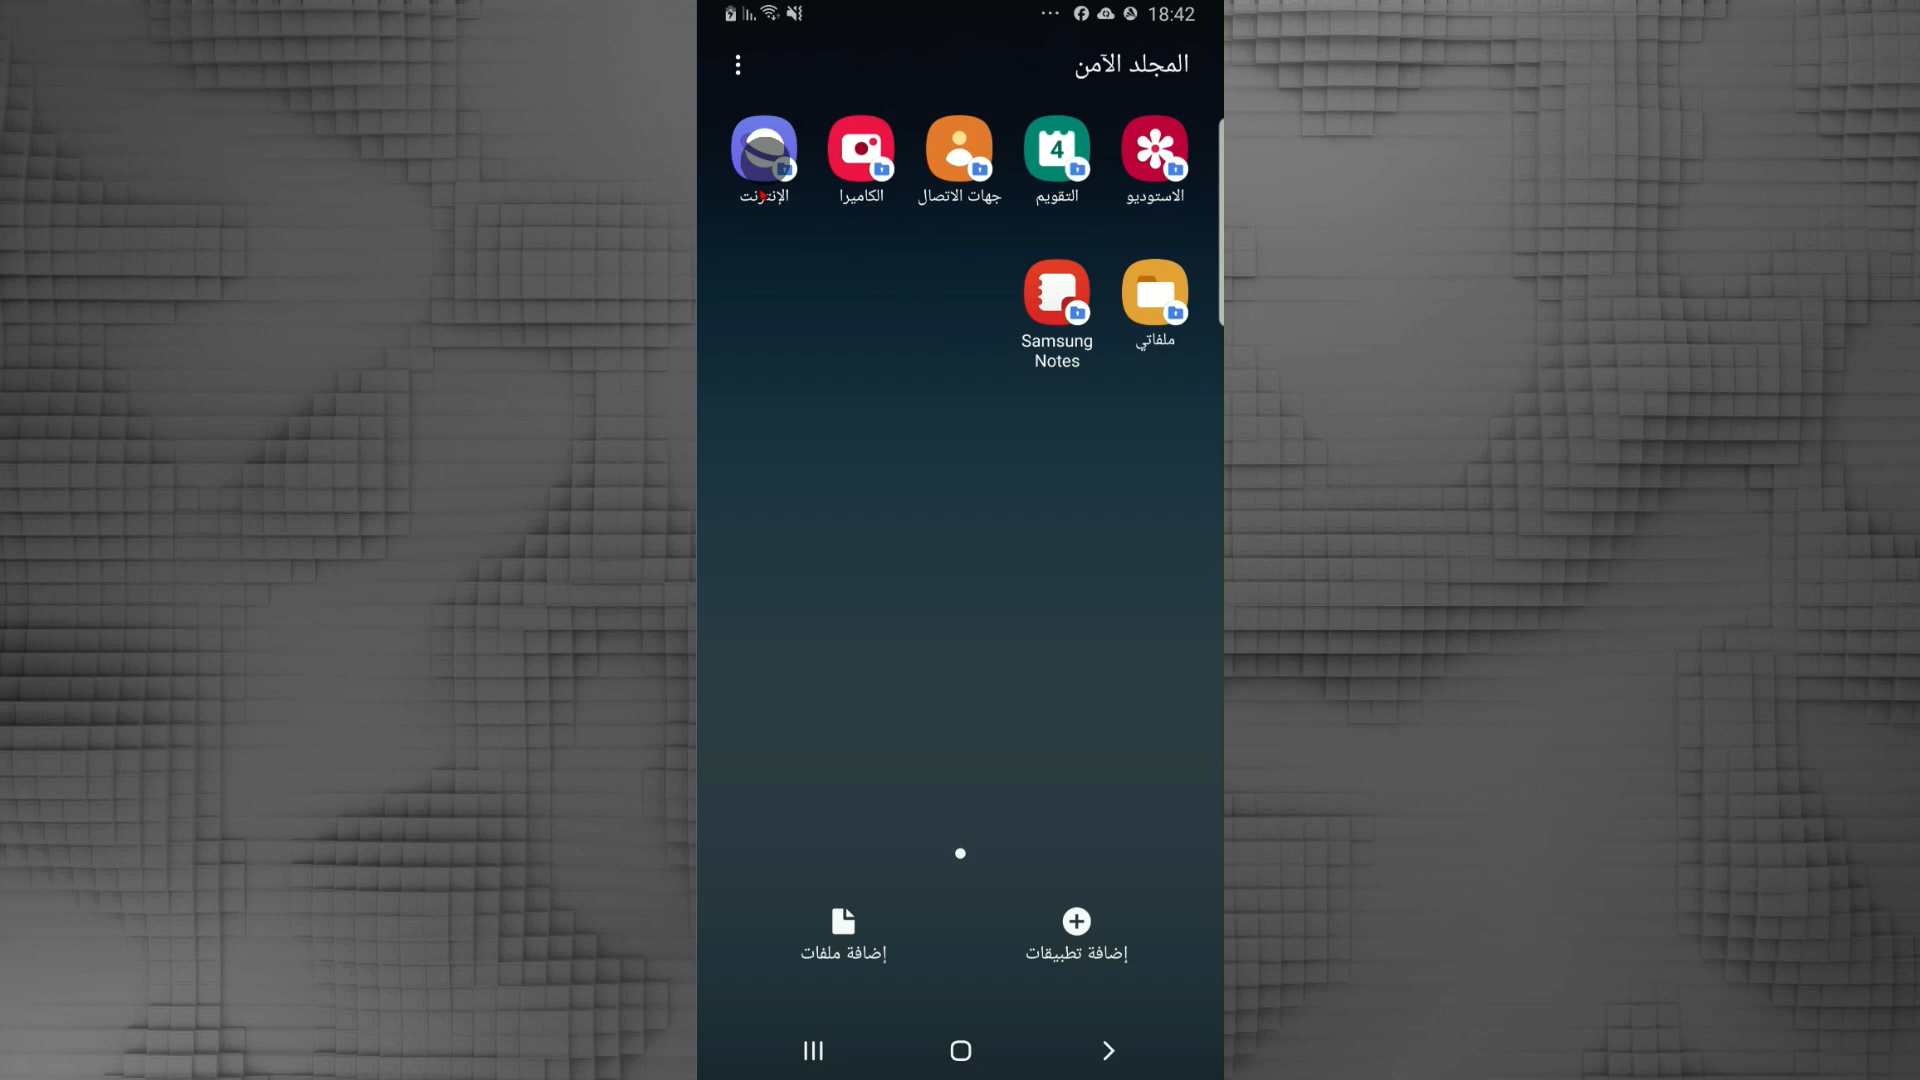 18:42
المجلد الآمن
الاستوديو
التقويم
جهات الاتصال
الكاميرا
الإنترنت
4
ملفاتي
Samsung
Notes
إضافة تطبيقات
إضافة ملفات